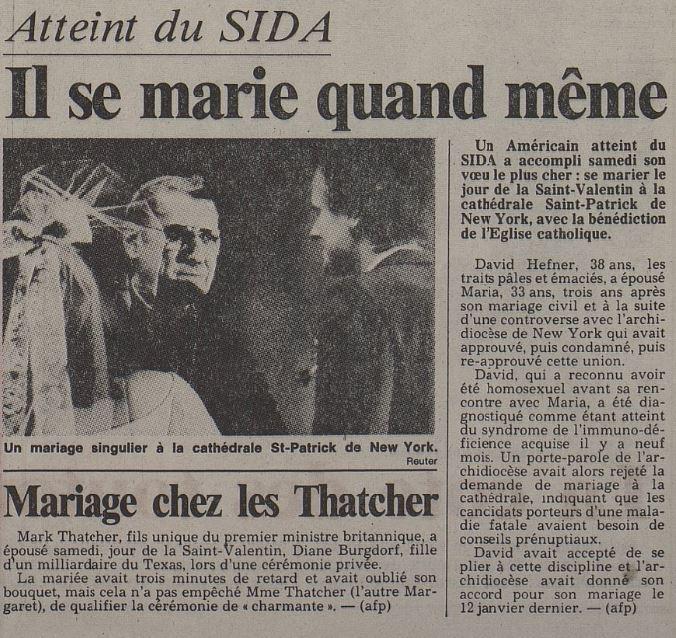 Atteint du SIDA
Il se marie quand même
Un Américain atteint du
SIDA a accompli samedi son
vœu le plus cher : se marier le
jour de la Saint-Valentin à la
cathédrale Saint-Patrick de
New York, avec la bénédiction
de l'Eglise catholique.
David Hefner, 38 ans, les
traits pâles et émaciés, a épousé
Maria, 33 ans, trois ans après
son mariage civil et à la suite
d'une controverse avec l'archi-
diocèse de New York qui avait
approuvé, puis condamné, puis
re-approuvé cette union.
David, qui a reconnu avoir
été homosexuel avant sa ren-
contre avec Maria, a été dia-
gnostiqué comme étant atteint
du syndrome de l'immuno-dé-
ficience acquise il y a neuf
mois. Un porte-parole de l'ar-
chidiocèse avait alors rejeté la
demande de mariage à la
cathédrale, indiquant que les
candidats porteurs d'une mala-
die fatale avaient besoin de
conseils prénuptiaux.
David avait accepté de se
plier à cette discipline et l'ar-
chidiocèse avait donné son
accord pour son mariage le
12 janvier dernier. — (afp)
Un mariage singulier à la cathédrale St-Patrick de New York.
Reuter
Mariage chez les Thatcher
Mark Thatcher, fils unique du premier ministre britannique, a
épousé samedi, jour de la Saint-Valentin, Diane Burgdorf, fille
d'un milliardaire du Texas, lors d'une cérémonie privée.
La mariée avait trois minutes de retard et avait oublié son
bouquet, mais cela n'a pas empêché Mme Thatcher (l'autre Mar-
garet), de qualifier la cérémonie de « charmante ». — (afp)